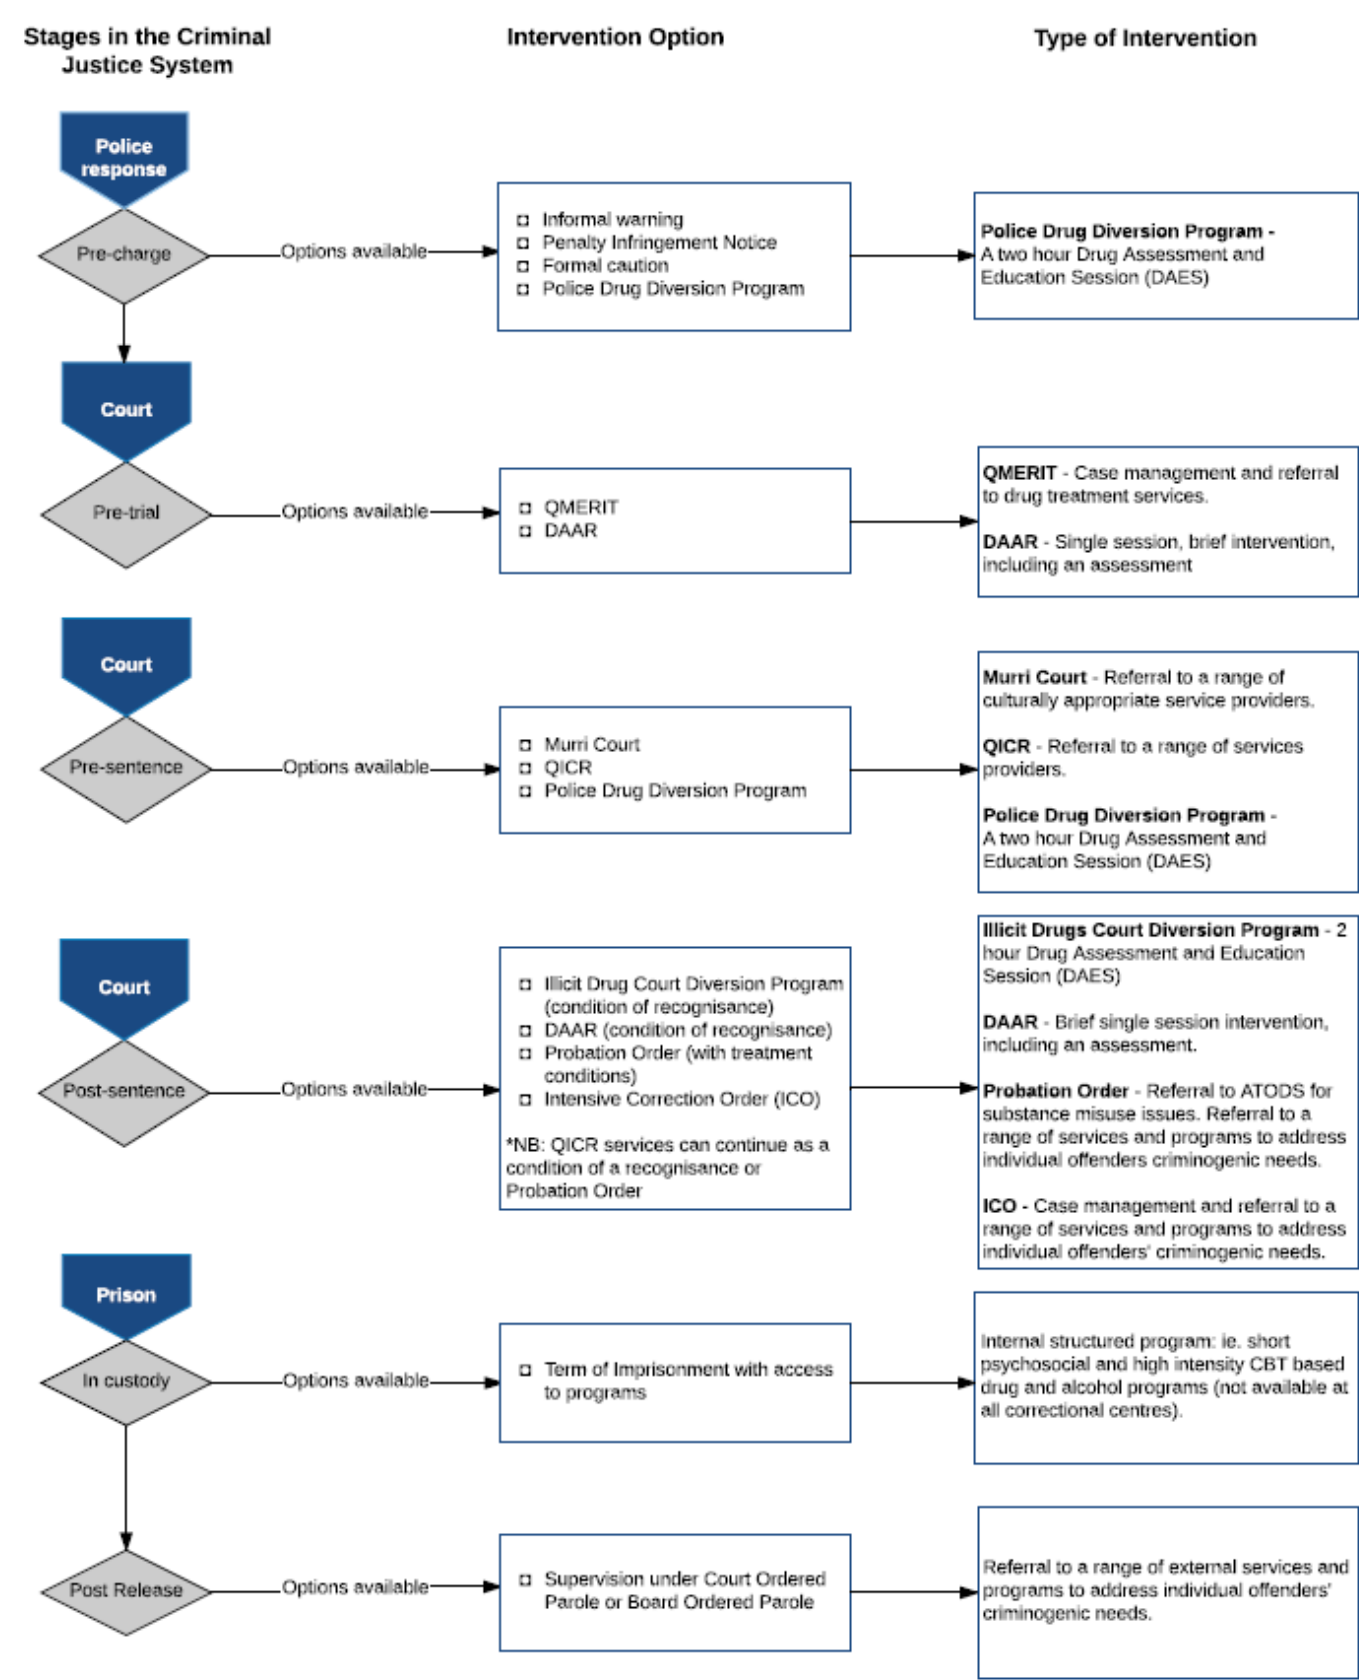 Stages in the Criminal
Justice System
Intervention Option
Type of Intervention
Police
response
Pre-charge
Options available
Informal warning
Penalty Infringement Notice
Formal caution
Police Drug Diversion Program
Police Drug Diversion Program -
A two hour Drug Assessment and
Education Session (DAES)
Court
Pre-trial
Options available
QMERIT
DAAR
QMERIT - Case management and referral
to drug treatment services.
DAAR - Single session, brief intervention,
including an assessment
Court
Pre-sentence
Options available
Murri Court
QICR
Police Drug Diversion Program
Murri Court - Referral to a range of
culturally appropriate service providers.
QICR - Referral to a range of services
providers.
Police Drug Diversion Program -
A two hour Drug Assessment and
Education Session (DAES)
Court
Post-sentence
Options available
Illicit Drug Court Diversion Program
(condition of recognisance)
DAAR (condition of recognisance)
Probation Order (with treatment
conditions)
Intensive Correction Order (ICO)
*NB: QICR services can continue as a
condition of a recognisance or
Probation Order
Illicit Drugs Court Diversion Program - 2
hour Drug Assessment and Education
Session (DAES)
DAAR - Brief single session intervention,
including an assessment.
Probation Order - Referral to ATODS for
substance misuse issues. Referral to a
range of services and programs to address
individual offenders criminogenic needs.
ICO - Case management and referral to a
range of services and programs to address
individual offenders' criminogenic needs.
Prison
In custody
Options available
Term of Imprisonment with access
to programs
Internal structured program: ie. short
psychosocial and high intensity CBT based
drug and alcohol programs (not available at
all correctional centres).
Post Release
Options available
Supervision under Court Ordered
Parole or Board Ordered Parole
Referral to a range of external services and
programs to address individual offenders'
criminogenic needs.